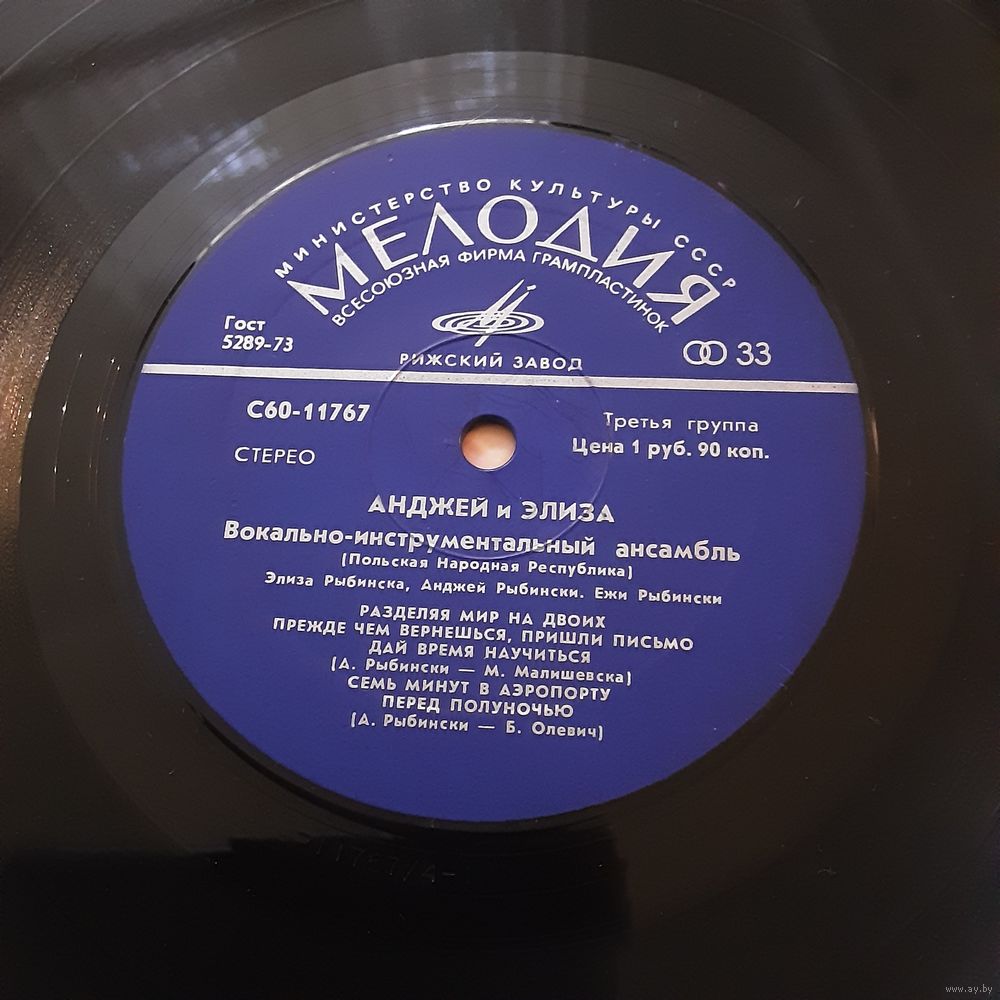 МИНИСТЕРСТВО КУЛЬТУРЫ СССР
МЕЛОДИЯ
ВСЕСОЮЗНАЯ ФИРМА ГРАМПЛАСТИНОК
Гост
5289-73
РИЖСКИЙ ЗАВОД
33
С60-11767
Третья группа
Цена 1 руб. 90 коп.
СТЕРЕО
АНДЖЕЙ и ЭЛИЗА
Вокально-инструментальный ансамбль
(Польская Народная Республика)
Элиза Рыбинска, Анджей Рыбински. Ежи Рыбински
РАЗДЕЛЯЯ МИР НА ДВОИХ
ПРЕЖДЕ ЧЕМ ВЕРНЕШЬСЯ, ПРИШЛИ ПИСЬМО
ДАЙ ВРЕМЯ НАУЧИТЬСЯ
(А. Рыбински — М. Малишевска)
СЕМЬ МИНУТ В АЭРОПОРТУ
ПЕРЕД ПОЛУНОЧЬЮ
(А. Рыбински — Б. Олевич)
www.ay.by